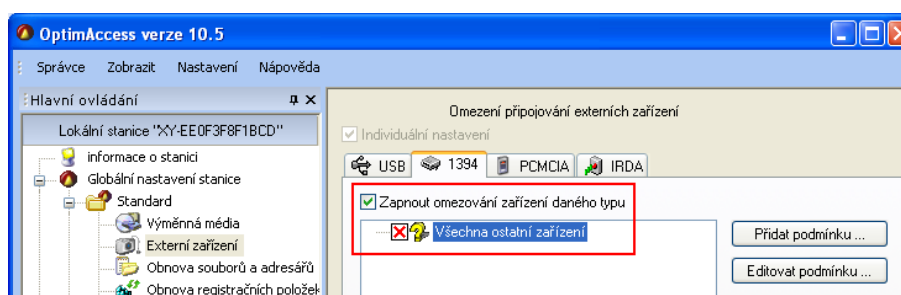 OptimAccess verze 10.5
Správce Zobrazit Nastavení Nápověda
Hlavní ovládání
Lokální stanice "XY-EE0F3F8F1BCD"
informace o stanici
Globální nastavení stanice
Standard
Výměnná média
Externí zařízení
Obnova souborů a adresářů
Obnova registračních položek
Omezení připojování externích zařízení
Individuální nastavení
USB 1394 PCMCIA IRDA
Zapnout omezování zařízení daného typu
Všechna ostatní zařízení
Přidat podmínku ...
Editovat podmínku ...